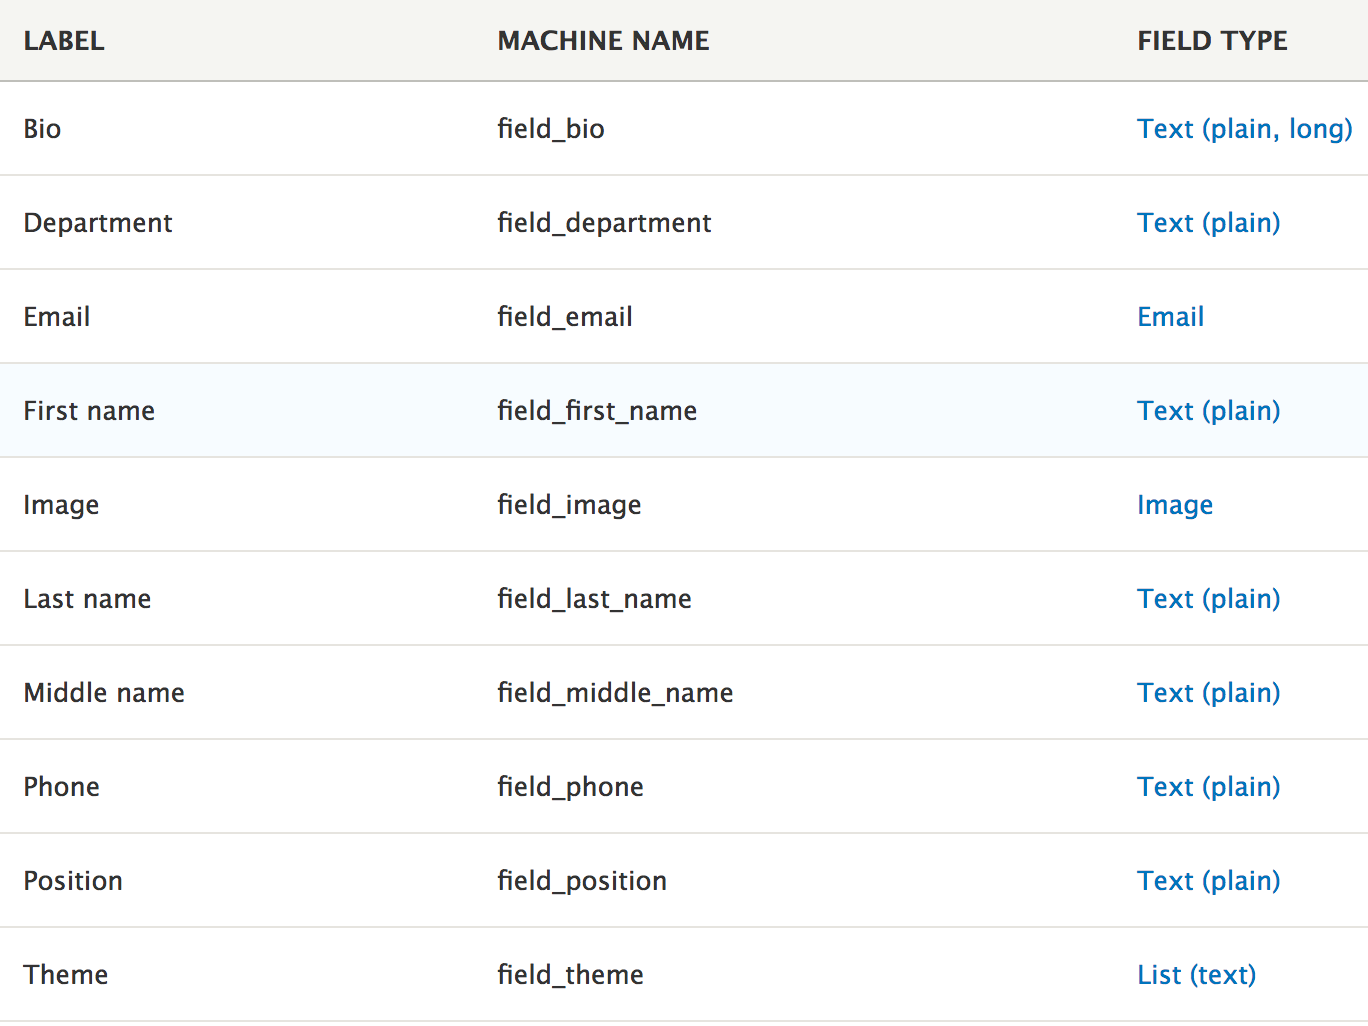 LABEL MACHINE NAME FIELD TYPE
Bio field_bio Text (plain, long)
Department field_department Text (plain)
Email field_email Email
First name field_first_name Text (plain)
Image field_image Image
Last name field_last_name Text (plain)
Middle name field_middle_name Text (plain)
Phone field_phone Text (plain)
Position field_position Text (plain)
Theme field_theme List (text)